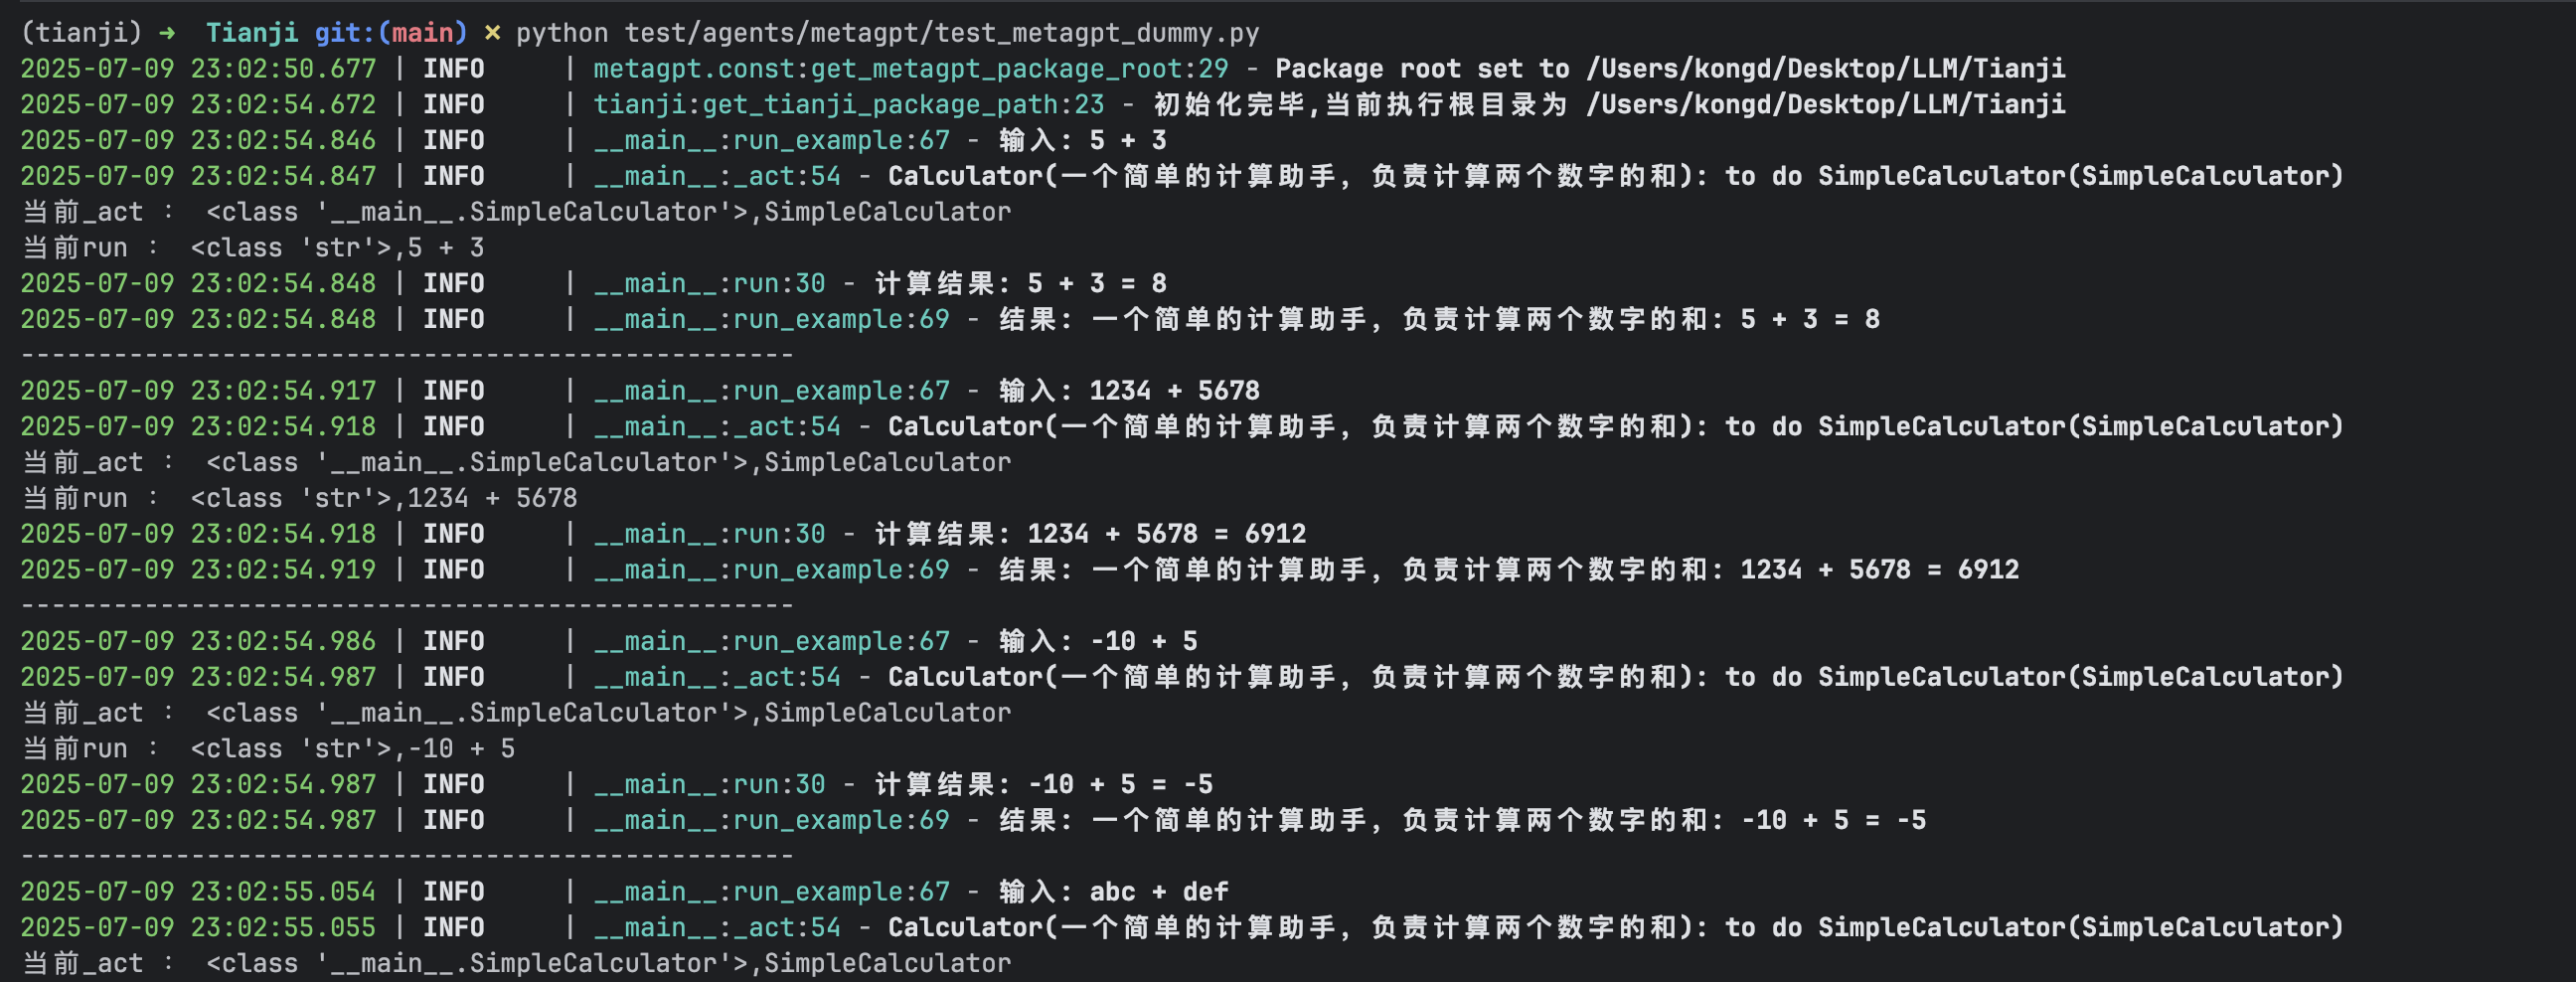 (tianji) ➜  Tianji git:(main) ✗ python test/agents/metagpt/test_metagpt_dummy.py
2025-07-09 23:02:50.677 | INFO     | metagpt.const:get_metagpt_package_root:29 - Package root set to /Users/kongd/Desktop/LLM/Tianji
2025-07-09 23:02:54.672 | INFO     | tianji:get_tianji_package_path:23 - 初始化完毕,当前执行根目录为 /Users/kongd/Desktop/LLM/Tianji
2025-07-09 23:02:54.846 | INFO     | __main__:run_example:67 - 输入: 5 + 3
2025-07-09 23:02:54.847 | INFO     | __main__:_act:54 - Calculator(一个简单的计算助手，负责计算两个数字的和): to do SimpleCalculator(SimpleCalculator)
当前_act ： <class '__main__.SimpleCalculator'>,SimpleCalculator
当前run ： <class 'str'>,5 + 3
2025-07-09 23:02:54.848 | INFO     | __main__:run:30 - 计算结果: 5 + 3 = 8
2025-07-09 23:02:54.848 | INFO     | __main__:run_example:69 - 结果: 一个简单的计算助手，负责计算两个数字的和: 5 + 3 = 8
--------------------------------------------------
2025-07-09 23:02:54.917 | INFO     | __main__:run_example:67 - 输入: 1234 + 5678
2025-07-09 23:02:54.918 | INFO     | __main__:_act:54 - Calculator(一个简单的计算助手，负责计算两个数字的和): to do SimpleCalculator(SimpleCalculator)
当前_act ： <class '__main__.SimpleCalculator'>,SimpleCalculator
当前run ： <class 'str'>,1234 + 5678
2025-07-09 23:02:54.918 | INFO     | __main__:run:30 - 计算结果: 1234 + 5678 = 6912
2025-07-09 23:02:54.919 | INFO     | __main__:run_example:69 - 结果: 一个简单的计算助手，负责计算两个数字的和: 1234 + 5678 = 6912
--------------------------------------------------
2025-07-09 23:02:54.986 | INFO     | __main__:run_example:67 - 输入: -10 + 5
2025-07-09 23:02:54.987 | INFO     | __main__:_act:54 - Calculator(一个简单的计算助手，负责计算两个数字的和): to do SimpleCalculator(SimpleCalculator)
当前_act ： <class '__main__.SimpleCalculator'>,SimpleCalculator
当前run ： <class 'str'>,-10 + 5
2025-07-09 23:02:54.987 | INFO     | __main__:run:30 - 计算结果: -10 + 5 = -5
2025-07-09 23:02:54.987 | INFO     | __main__:run_example:69 - 结果: 一个简单的计算助手，负责计算两个数字的和: -10 + 5 = -5
--------------------------------------------------
2025-07-09 23:02:55.054 | INFO     | __main__:run_example:67 - 输入: abc + def
2025-07-09 23:02:55.055 | INFO     | __main__:_act:54 - Calculator(一个简单的计算助手，负责计算两个数字的和): to do SimpleCalculator(SimpleCalculator)
当前_act ： <class '__main__.SimpleCalculator'>,SimpleCalculator